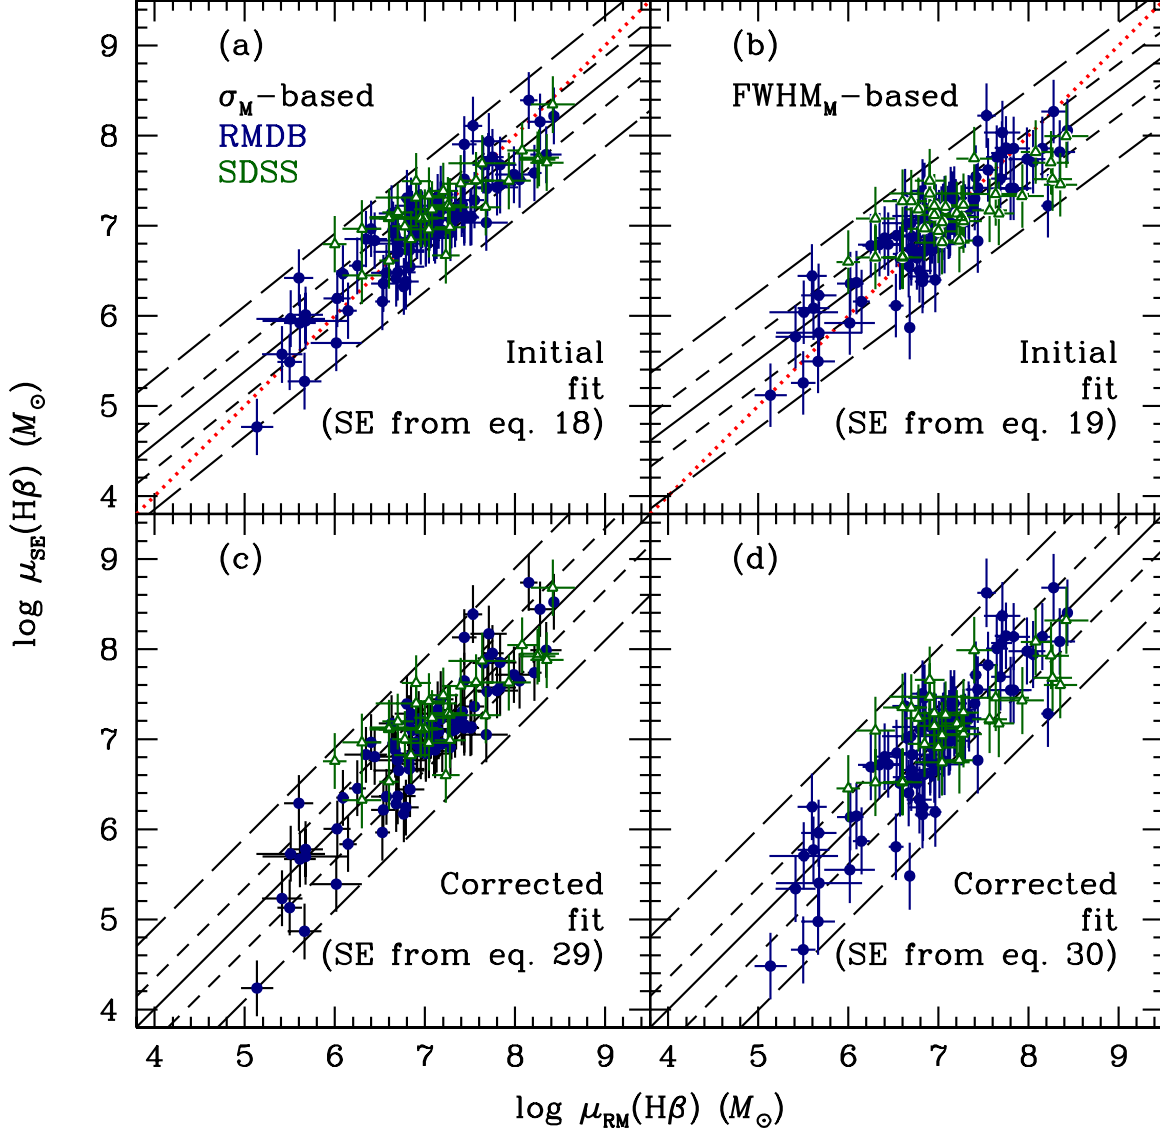 (a)
σM-based
RMDB
SDSS
Initial
fit
(SE from eq. 18)
(b)
FWHMM-based
Initial
fit
(SE from eq. 19)
9
8
7
6
5
4
(c)
Corrected
fit
(SE from eq. 29)
(d)
Corrected
fit
(SE from eq. 30)
9
8
7
6
5
4
4 5 6 7 8 9
4 5 6 7 8 9
log μSE(Hβ) (M⊙)
log μRM(Hβ) (M⊙)